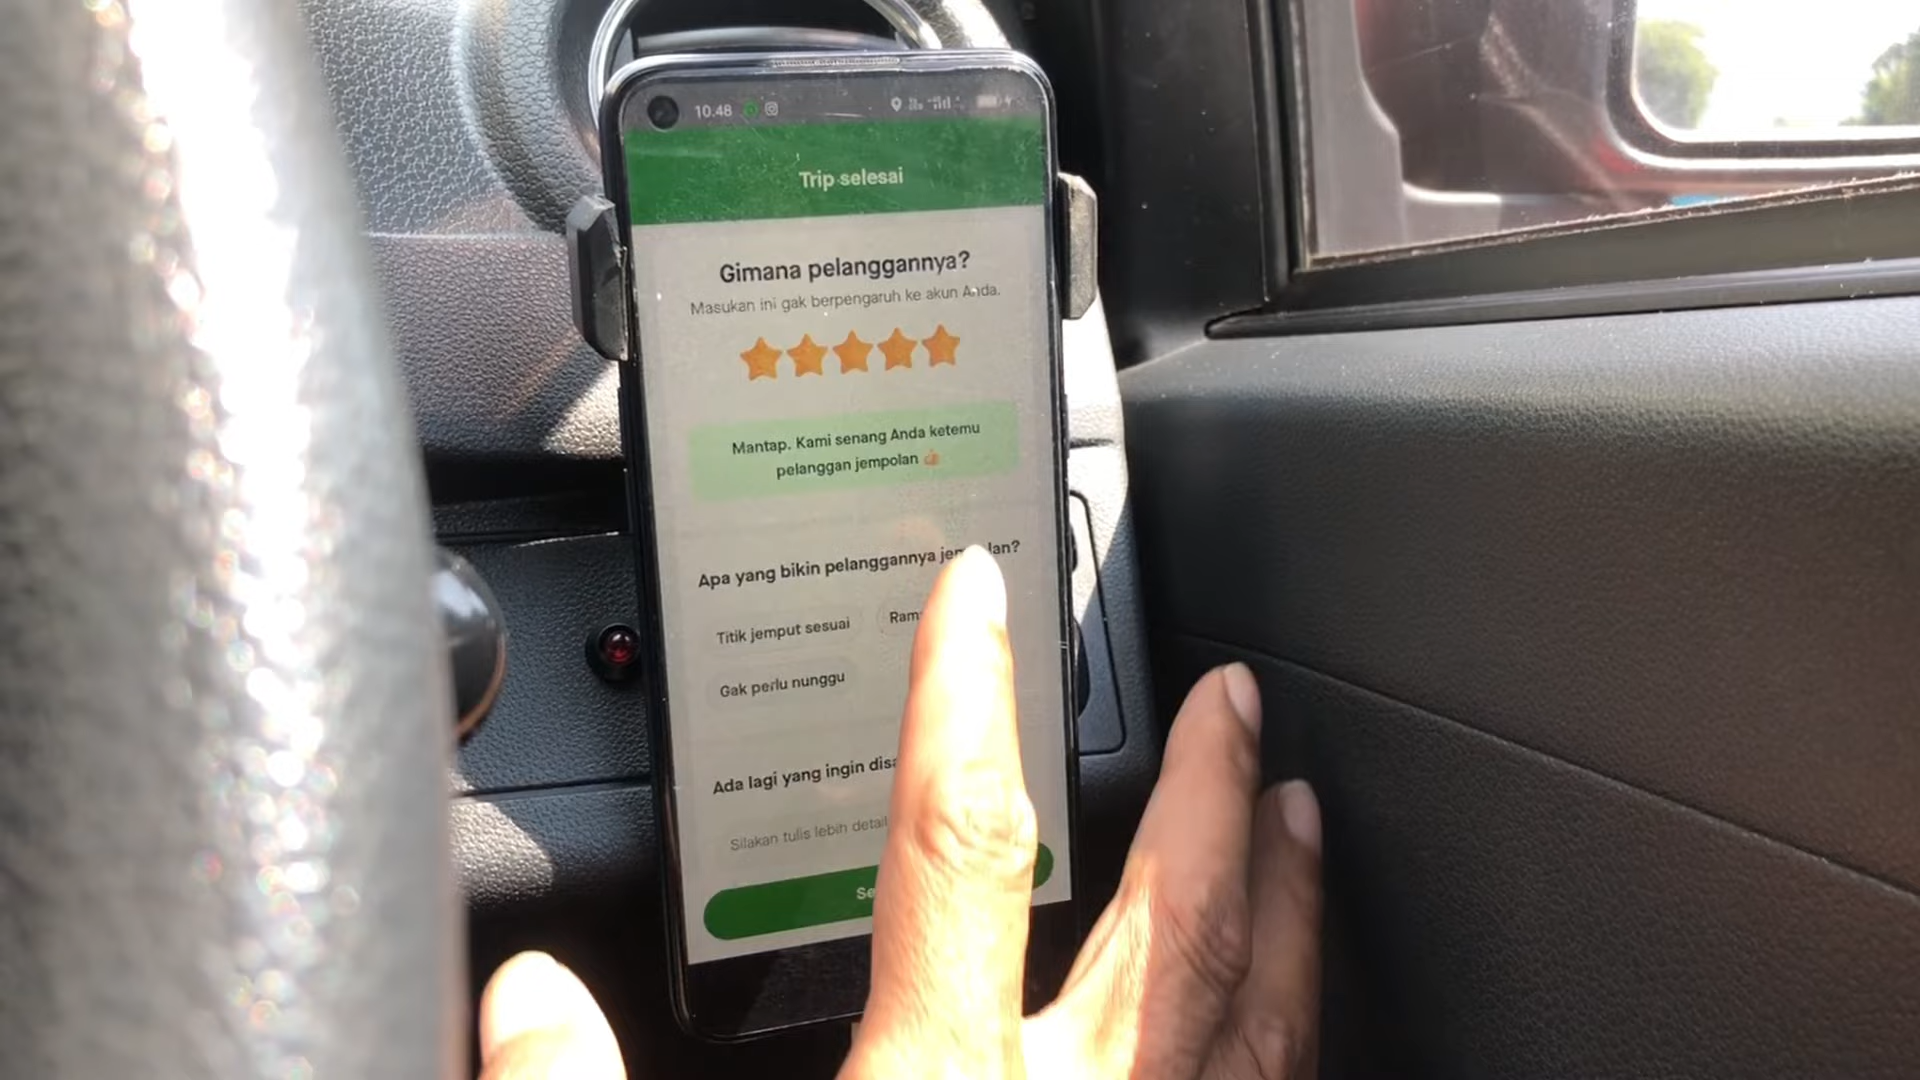 10.48
Trip selesai
Gimana pelanggannya?
Masukan ini gak berpengaruh ke akun Anda.
Mantap. Kami senang Anda ketemu
pelanggan jempolan
Apa yang bikin pelanggannya
Titik jemput sesuai
Gak perlu nunggu
Ada lagi yang ingin
Silakan tulis lebih detail